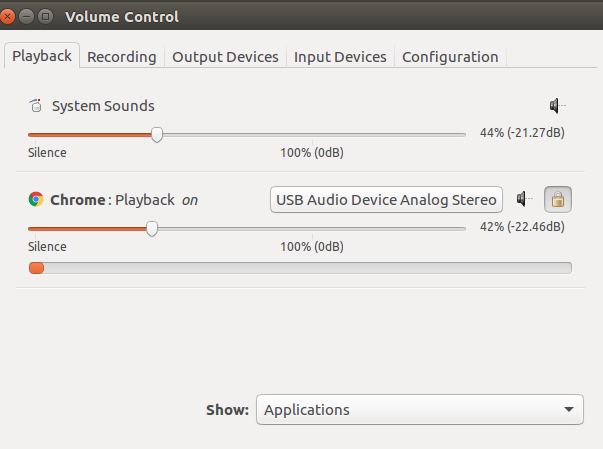 Volume Control
Playback Recording Output Devices Input Devices Configuration
System Sounds
44% (-21.27dB)
Silence 100% (0dB)
Chrome: Playback on USB Audio Device Analog Stereo
42% (-22.46dB)
Silence 100% (0dB)
Show: Applications